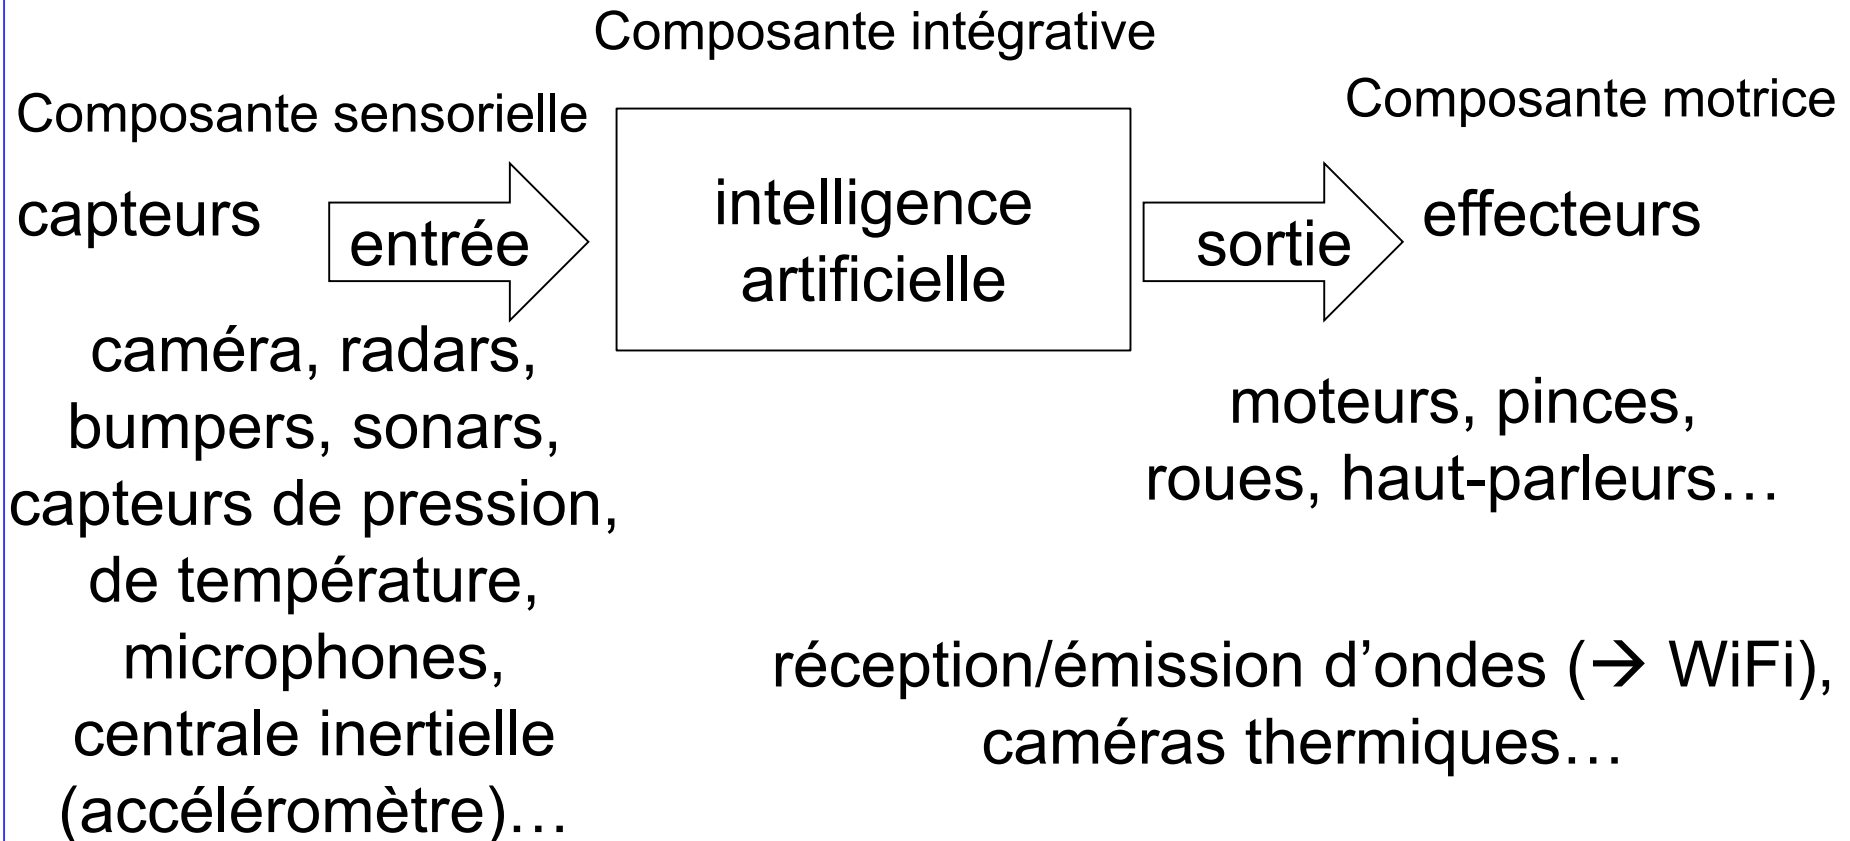 Composante intégrative
Composante sensorielle
Composante motrice
capteurs
entrée
intelligence
artificielle
sortie
effecteurs
caméra, radars,
bumpers, sonars,
capteurs de pression,
de température,
microphones,
centrale inertielle
(accéléromètre)…
moteurs, pinces,
roues, haut-parleurs…
réception/émission d’ondes (→ WiFi),
caméras thermiques…